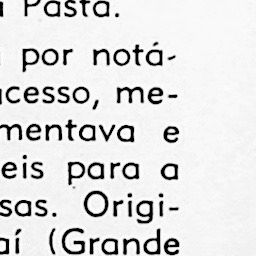 Pasta.
por notá-
cesso, me-
mentava e
eis para a
sas. Origi-
aí (Grande